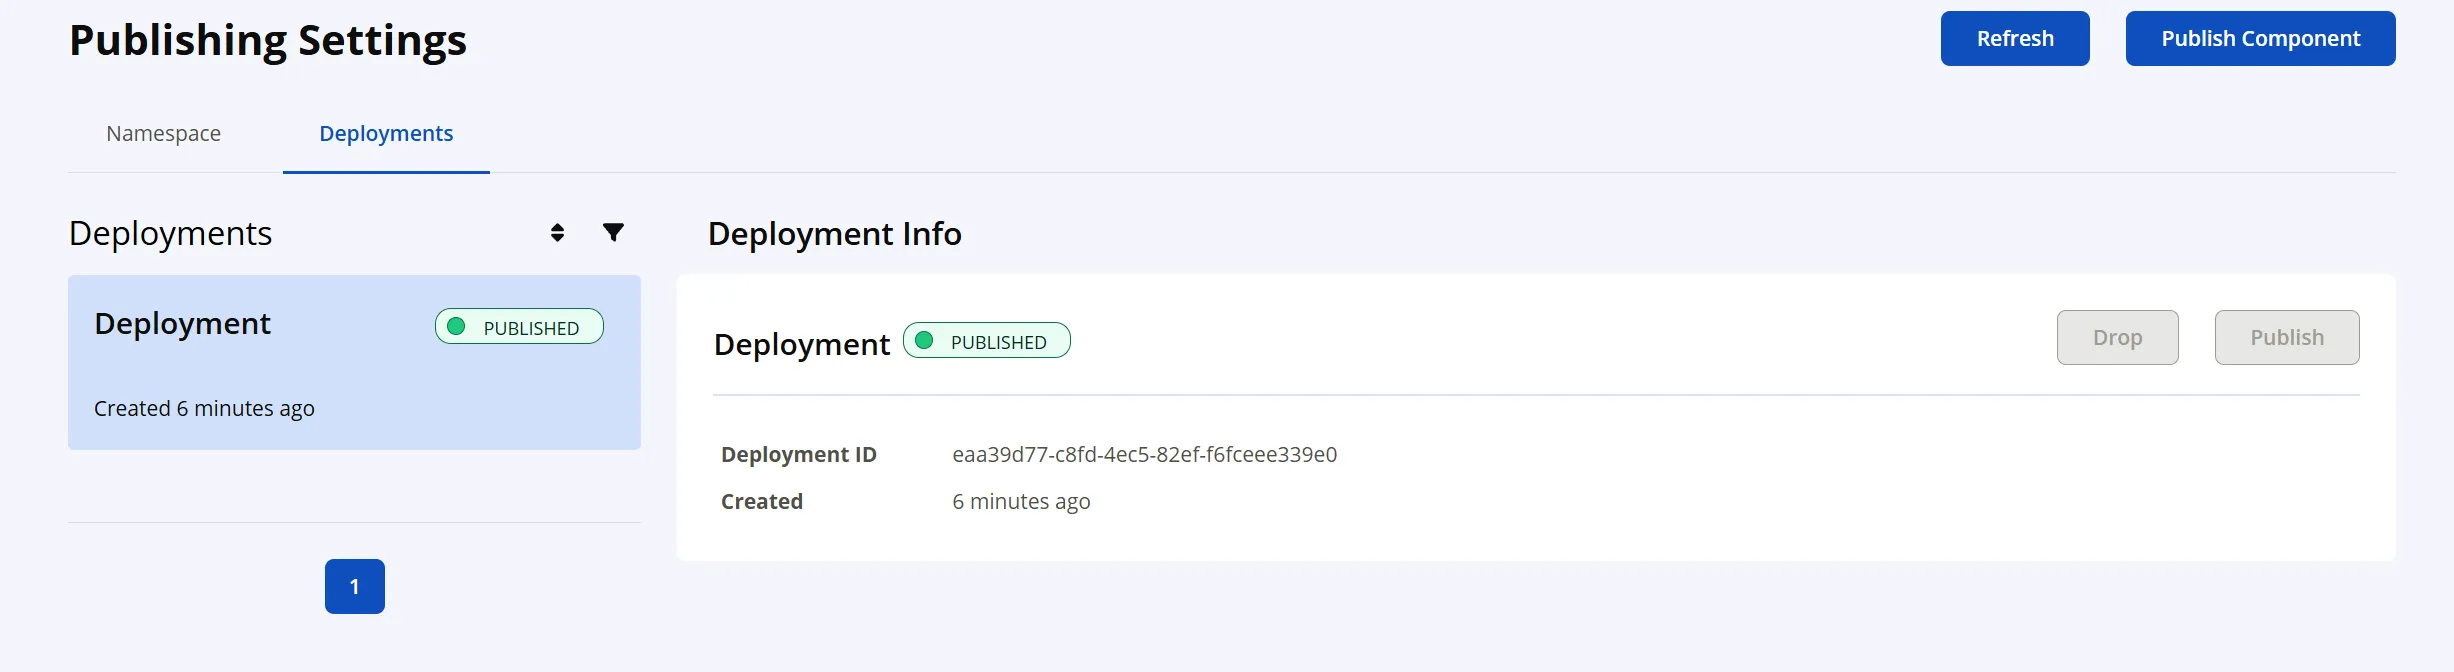 Publishing Settings
Refresh
Publish Component
Namespace
Deployments
Deployments
Deployment
PUBLISHED
Created 6 minutes ago
1
Deployment Info
Deployment
PUBLISHED
Drop
Publish
Deployment ID eaa39d77-c8fd-4ec5-82ef-f6fceee339e0
Created 6 minutes ago